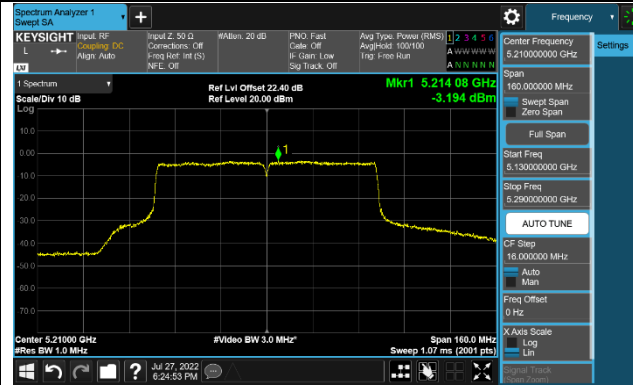 Spectrum Analyzer 1
Swept SA
Frequency
KEYSIGHT
L
LXI
Input: RF
Coupling: DC
Align: Auto
Input Z: 50 Ω
Corrections: Off
Freq Ref: Int (S)
NFE: Off
#Atten: 20 dB
PNO: Fast
Gate: Off
IF Gain: Low
Sig Track: Off
Avg Type: Power (RMS)
Avg|Hold: 100/100
Trig: Free Run
1 2 3 4 5 6
A W W W W W
A N N N N N
1 Spectrum
Scale/Div 10 dB
Log
Ref Lvl Offset 22.40 dB
Ref Level 20.00 dBm
Mkr1 5.214 08 GHz
-3.194 dBm
10.0
0.00
-10.0
-20.0
-30.0
-40.0
-50.0
-60.0
-70.0
1
Center 5.21000 GHz
#Res BW 1.0 MHz
#Video BW 3.0 MHz*
Span 160.0 MHz
Sweep 1.07 ms (2001 pts)
Jul 27, 2022
6:24:53 PM
Center Frequency
5.210000000 GHz
Settings
Span
160.000000 MHz
Swept Span
Zero Span
Full Span
Start Freq
5.130000000 GHz
Stop Freq
5.290000000 GHz
AUTO TUNE
CF Step
16.000000 MHz
Auto
Man
Freq Offset
0 Hz
X Axis Scale
Log
Lin
Signal Track
(Span Zoom)